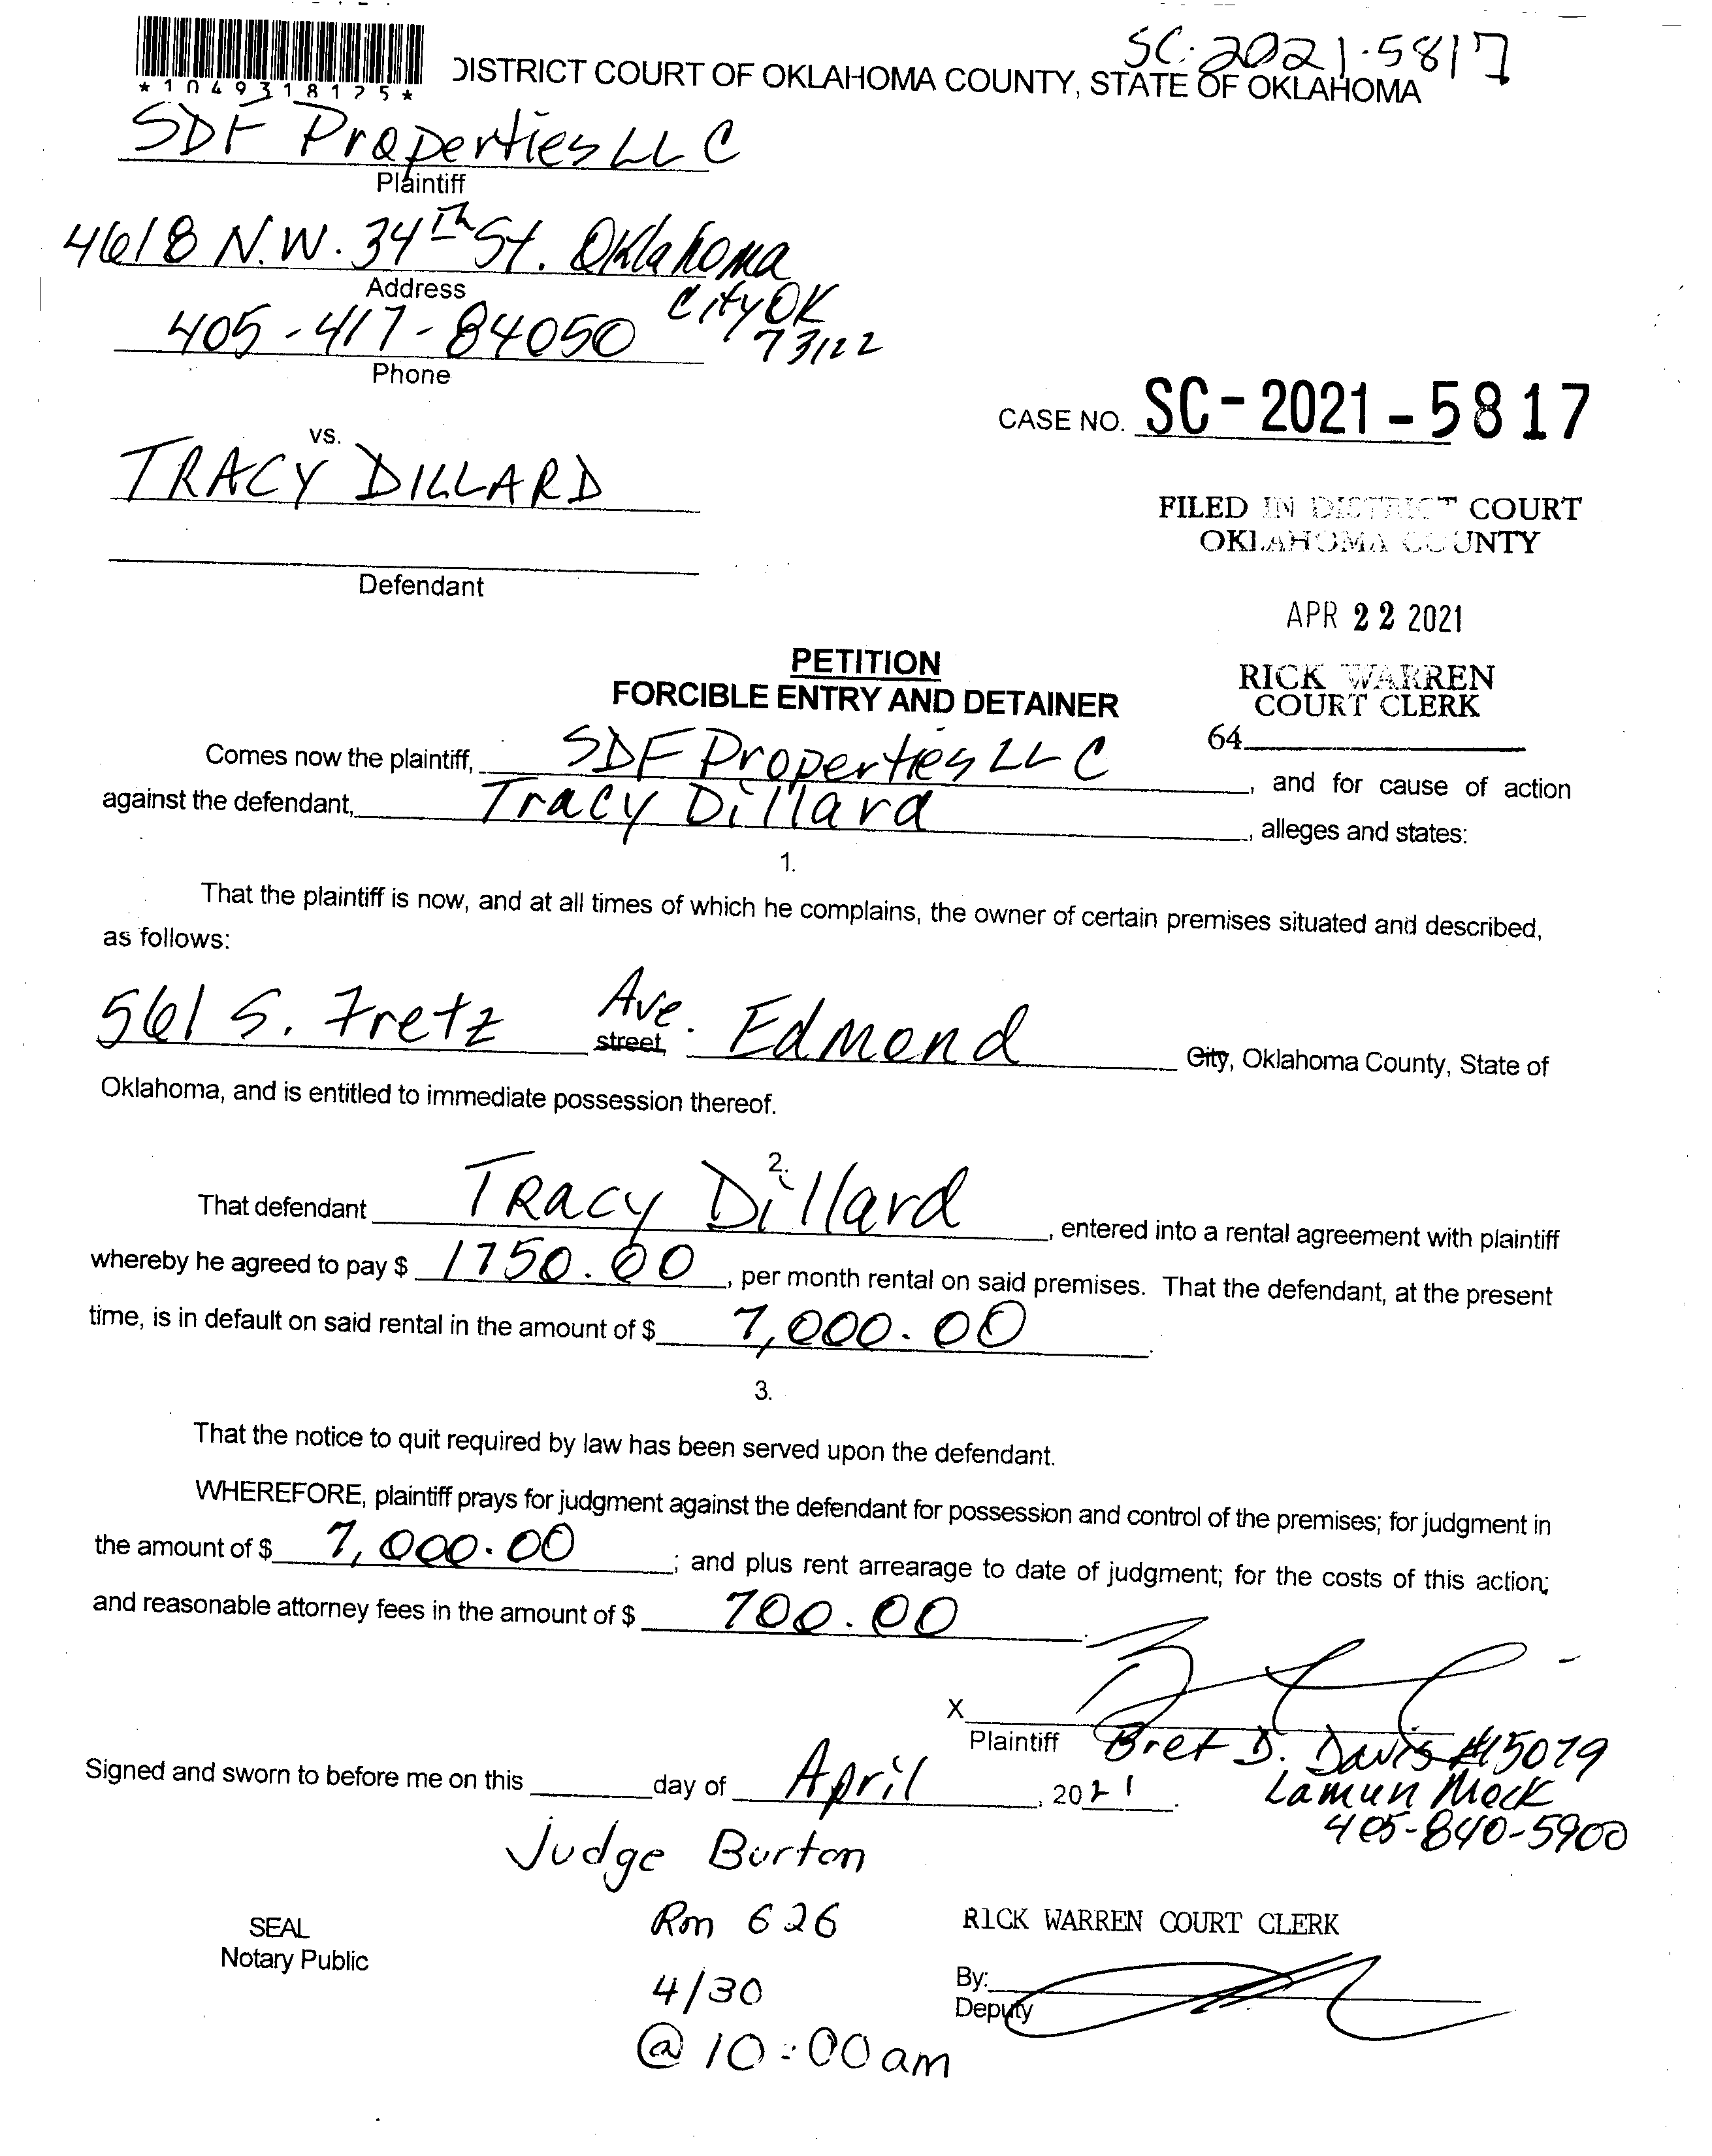 SC-2021-5817
*1049318125*
DISTRICT COURT OF OKLAHOMA COUNTY, STATE OF OKLAHOMA
SDF Properties LLC
Plaintiff
4618 N.W. 34th St. Oklahoma
City OK
73122
Address
405-417-84050
Phone
CASE NO. SC-2021-5817
vs.
TRACY DILLARD
FILED IN DISTRICT COURT
OKLAHOMA COUNTY
Defendant
APR 22 2021
PETITION
FORCIBLE ENTRY AND DETAINER
RICK WARREN
COURT CLERK
64
Comes now the plaintiff, SDF Properties LLC, and for cause of action
against the defendant, Tracy Dillard, alleges and states:
1.
That the plaintiff is now, and at all times of which he complains, the owner of certain premises situated and described,
as follows:
561 S. Fretz Ave. street, Edmond City, Oklahoma County, State of
Oklahoma, and is entitled to immediate possession thereof.
2.
That defendant Tracy Dillard, entered into a rental agreement with plaintiff
whereby he agreed to pay $ 1750.00, per month rental on said premises. That the defendant, at the present
time, is in default on said rental in the amount of $ 7,000.00.
3.
That the notice to quit required by law has been served upon the defendant.
WHEREFORE, plaintiff prays for judgment against the defendant for possession and control of the premises; for judgment in
the amount of $ 7,000.00; and plus rent arrearage to date of judgment; for the costs of this action;
and reasonable attorney fees in the amount of $ 700.00.
X
Plaintiff Bret D. Davis #15079
Lamun Mock
405-840-5900
Signed and sworn to before me on this day of April, 2021.
Judge Burton
Rm 626
4/30
@ 10:00am
SEAL
Notary Public
RICK WARREN COURT CLERK
By:
Deputy